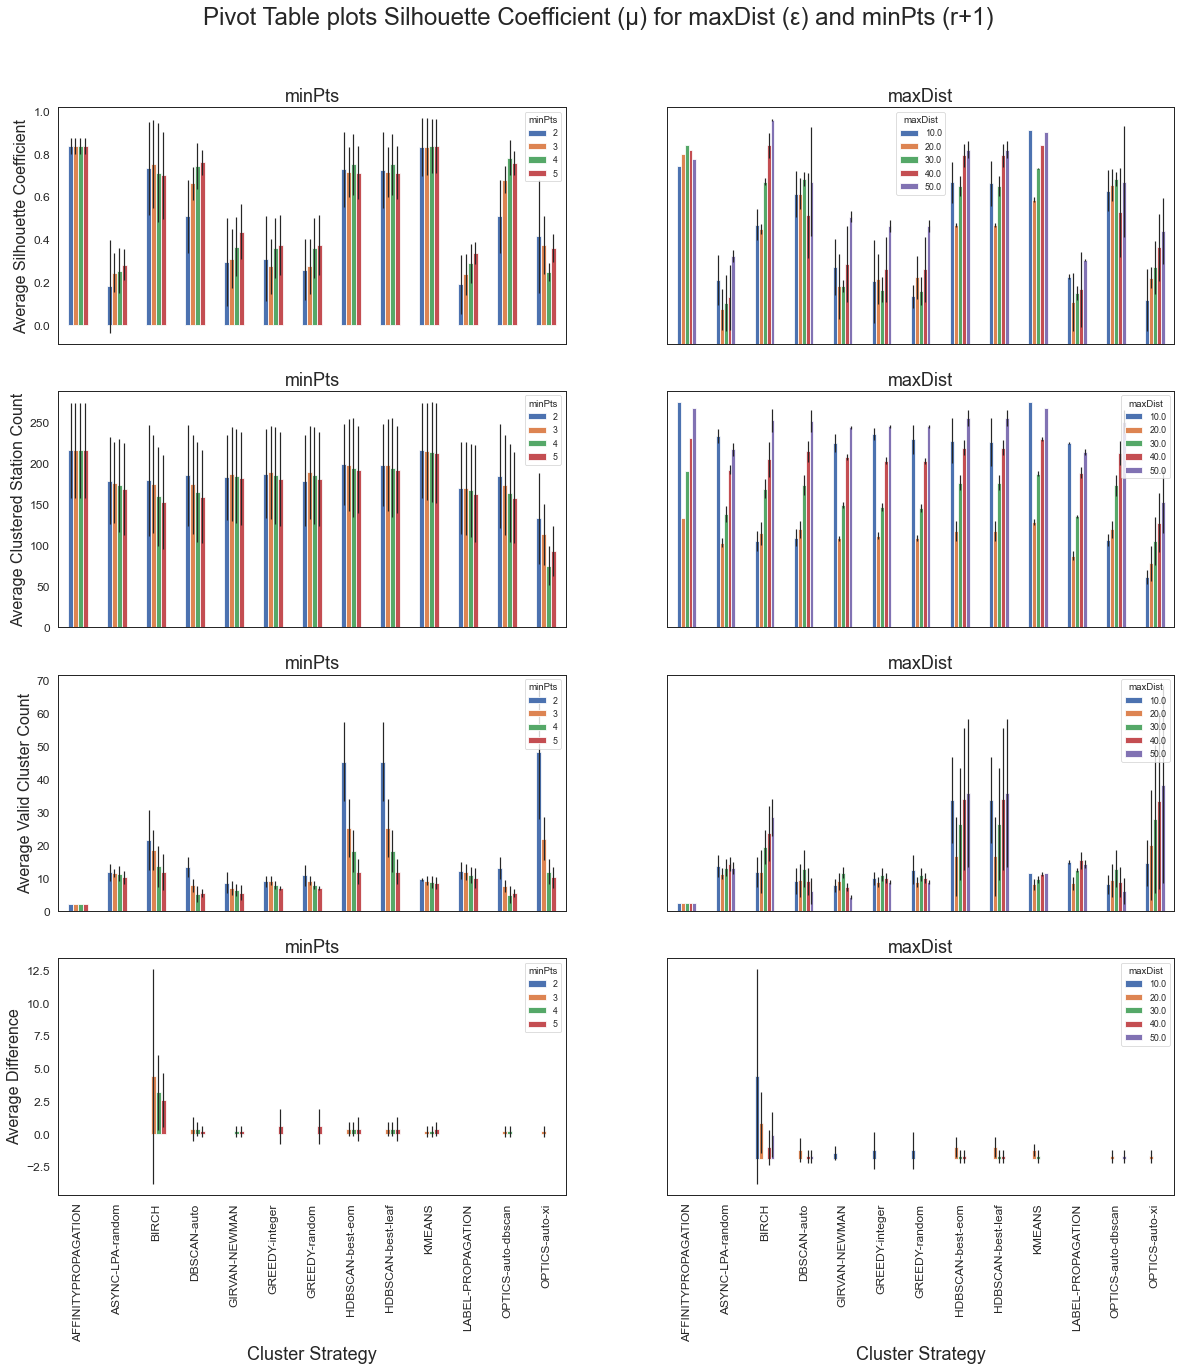 Pivot Table plots Silhouette Coefficient (μ) for maxDist (ε) and minPts (r+1)
minPts
Average Silhouette Coefficient
1.0
0.8
0.6
0.4
0.2
0.0
minPts
2
3
4
5
maxDist
maxDist
10.0
20.0
30.0
40.0
50.0
minPts
Average Clustered Station Count
250
200
150
100
50
0
minPts
2
3
4
5
maxDist
maxDist
10.0
20.0
30.0
40.0
50.0
minPts
Average Valid Cluster Count
70
60
50
40
30
20
10
0
minPts
2
3
4
5
maxDist
maxDist
10.0
20.0
30.0
40.0
50.0
minPts
Average Difference
12.5
10.0
7.5
5.0
2.5
0.0
−2.5
minPts
2
3
4
5
AFFINITYPROPAGATION
ASYNC-LPA-random
BIRCH
DBSCAN-auto
GIRVAN-NEWMAN
GREEDY-integer
GREEDY-random
HDBSCAN-best-eom
HDBSCAN-best-leaf
KMEANS
LABEL-PROPAGATION
OPTICS-auto-dbscan
OPTICS-auto-xi
Cluster Strategy
maxDist
maxDist
10.0
20.0
30.0
40.0
50.0
AFFINITYPROPAGATION
ASYNC-LPA-random
BIRCH
DBSCAN-auto
GIRVAN-NEWMAN
GREEDY-integer
GREEDY-random
HDBSCAN-best-eom
HDBSCAN-best-leaf
KMEANS
LABEL-PROPAGATION
OPTICS-auto-dbscan
OPTICS-auto-xi
Cluster Strategy